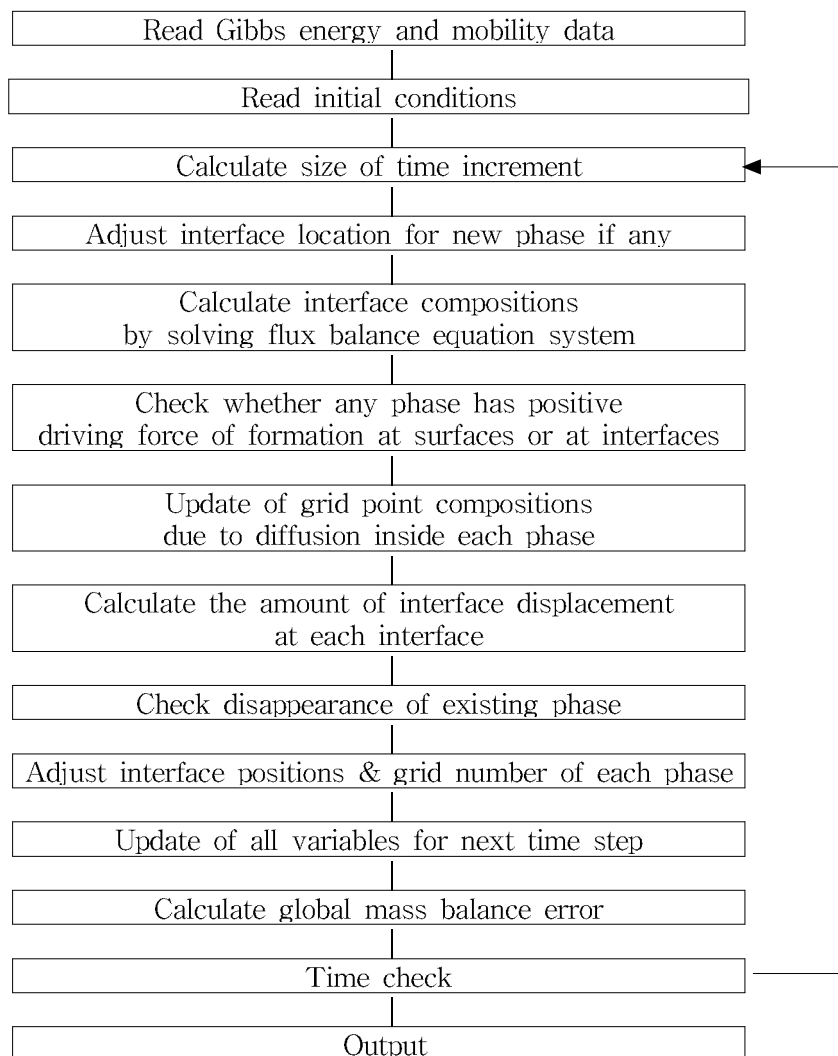 Read Gibbs energy and mobility data
Read initial conditions
Calculate size of time increment
Adjust interface location for new phase if any
Calculate interface compositions
by solving flux balance equation system
Check whether any phase has positive
driving force of formation at surfaces or at interfaces
Update of grid point compositions
due to diffusion inside each phase
Calculate the amount of interface displacement
at each interface
Check disappearance of existing phase
Adjust interface positions & grid number of each phase
Update of all variables for next time step
Calculate global mass balance error
Time check
Output